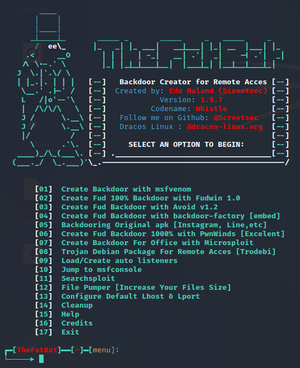 [--] Backdoor Creator for Remote Acces [--]
[--] Created by: Edo Maland (Screetsec) [--]
[--] Version: 1.9.7 [--]
[--] Codename: Whistle [--]
[--] Follow me on Github: @Screetsec [--]
[--] Dracos Linux : @dracos-linux.org [--]
[--] [--]
[--] SELECT AN OPTION TO BEGIN: [--]
[01] Create Backdoor with msfvenom
[02] Create Fud 100% Backdoor with Fudwin 1.0
[03] Create Fud Backdoor with Avoid v1.2
[04] Create Fud Backdoor with backdoor-factory [embed]
[05] Backdooring Original apk [Instagram, Line,etc]
[06] Create Fud Backdoor 1000% with PwnWinds [Excelent]
[07] Create Backdoor For Office with Microsploit
[08] Trojan Debian Package For Remote Acces [Trodebi]
[09] Load/Create auto listeners
[10] Jump to msfconsole
[11] Searchsploit
[12] File Pumper [Increase Your Files Size]
[13] Configure Default Lhost & Lport
[14] Cleanup
[15] Help
[16] Credits
[17] Exit
[TheFatRat]──[~]─[menu]: